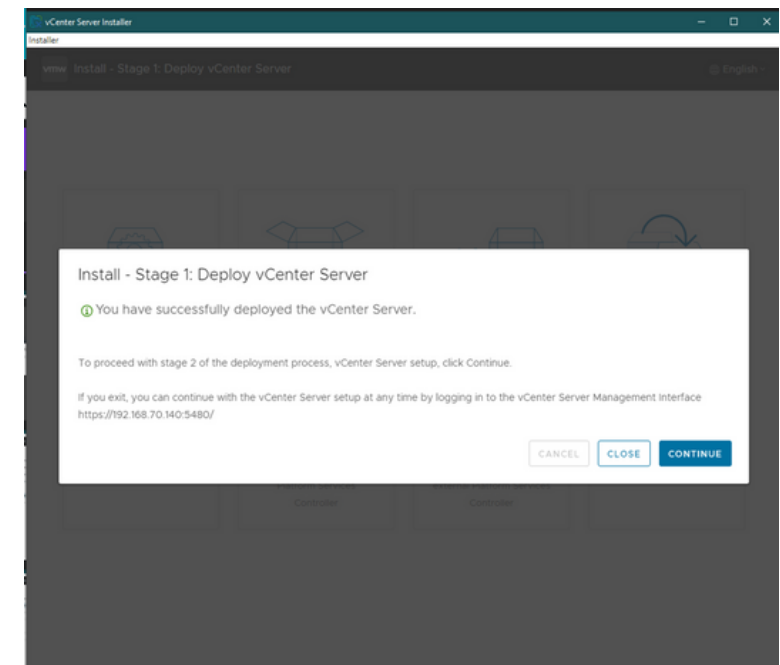 vCenter Server Installer
Installer
vmw Install - Stage 1: Deploy vCenter Server English
Install - Stage 1: Deploy vCenter Server
You have successfully deployed the vCenter Server.
To proceed with stage 2 of the deployment process, vCenter Server setup, click Continue.
If you exit, you can continue with the vCenter Server setup at any time by logging in to the vCenter Server Management Interface
https://192.168.70.140:5480/
CANCEL CLOSE CONTINUE
Controller Controller